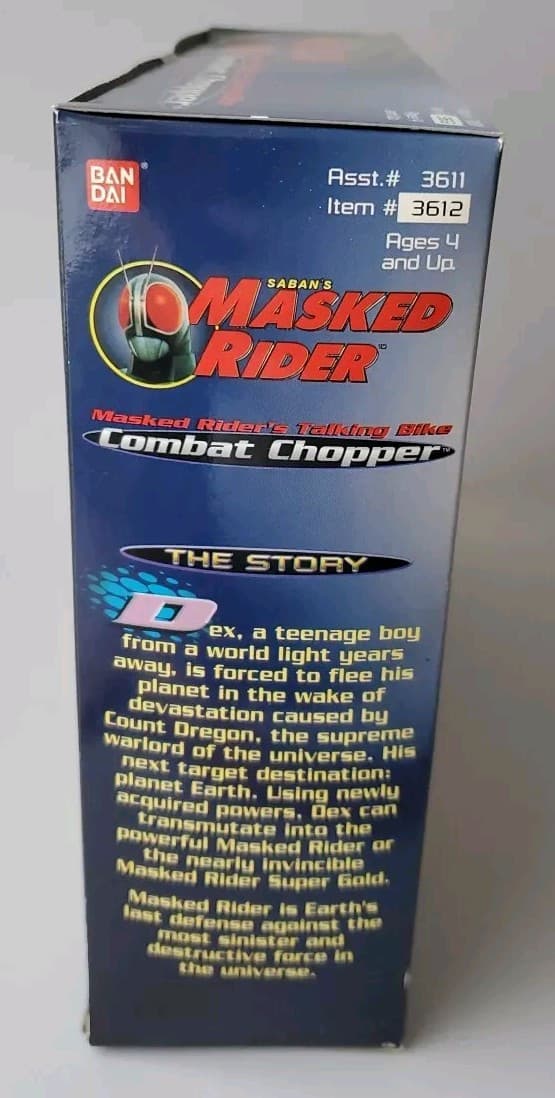 BAN
DAI ®
Asst.# 3611
Item # 3612
Ages 4
and Up.
SABAN'S
MASKED
RIDER™
Masked Rider's Talking Bike
Combat Chopper™
THE STORY
Dex, a teenage boy
from a world light years
away, is forced to flee his
planet in the wake of
devastation caused by
Count Dregon, the supreme
warlord of the universe. His
next target destination:
planet Earth. Using newly
acquired powers, Dex can
transmutate into the
powerful Masked Rider or
the nearly invincible
Masked Rider Super Gold.
Masked Rider is Earth's
last defense against the
most sinister and
destructive force in
the universe.